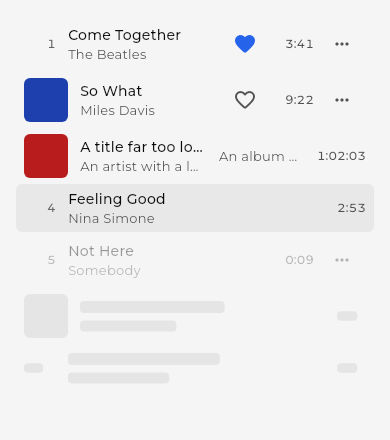 1 Come Together 3:41
The Beatles
So What 9:22
Miles Davis
A title far too lo... An album ... 1:02:03
An artist with a l...
4 Feeling Good 2:53
Nina Simone
5 Not Here 0:09
Somebody